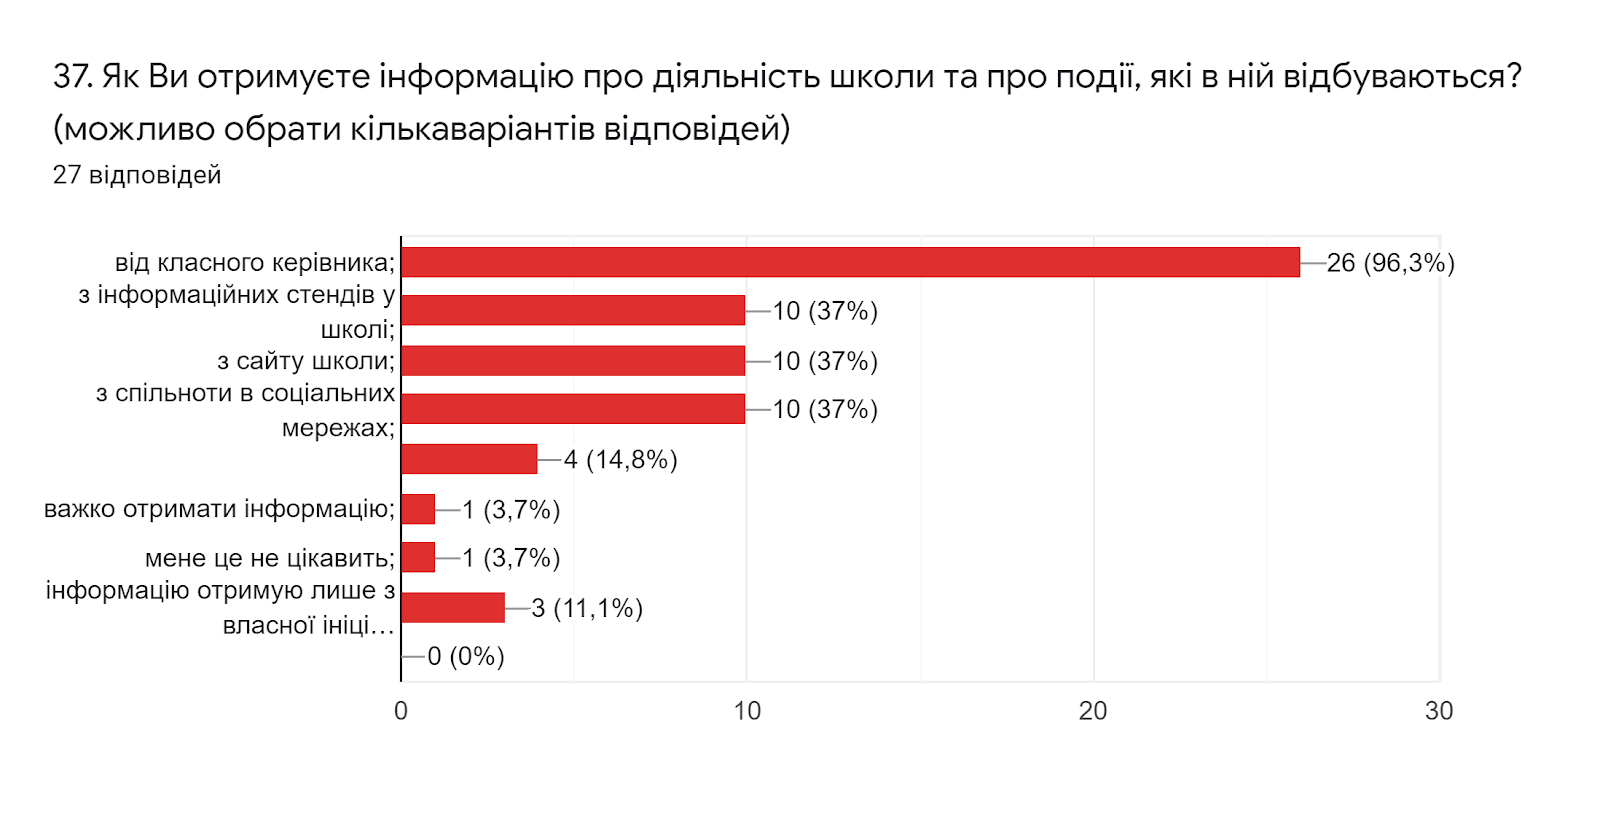 37. Як Ви отримуєте інформацію про діяльність школи та про події, які в ній відбуваються?
(можливо обрати кількаваріантів відповідей)
27 відповідей
від класного керівника;
26 (96,3%)
з інформаційних стендів у
школі;
10 (37%)
з сайту школи;
10 (37%)
з спільноти в соціальних
мережах;
10 (37%)
4 (14,8%)
важко отримати інформацію;
1 (3,7%)
мене це не цікавить;
1 (3,7%)
інформацію отримую лише з
власної ініці…
3 (11,1%)
0 (0%)
0 10 20 30